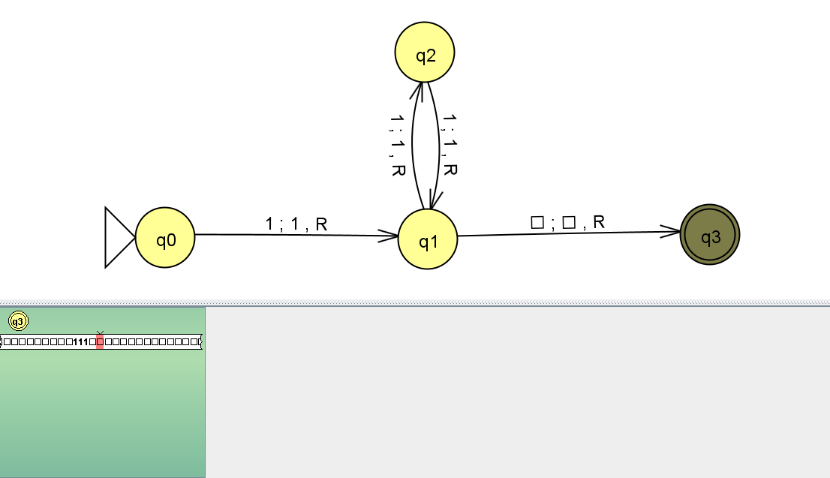 q2
1 ; 1 , R
1 ; 1 , R
q0
1 ; 1 , R
q1
□ ; □ , R
q3
q3
□□□□□□□□□111□□□□□□□□□□□□□□